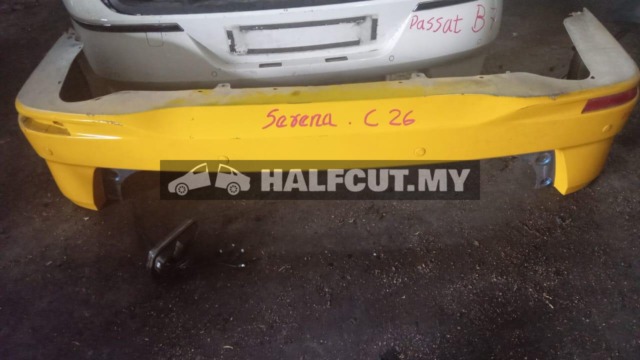 Passat B
Serena . C 26
HALFCUT.MY